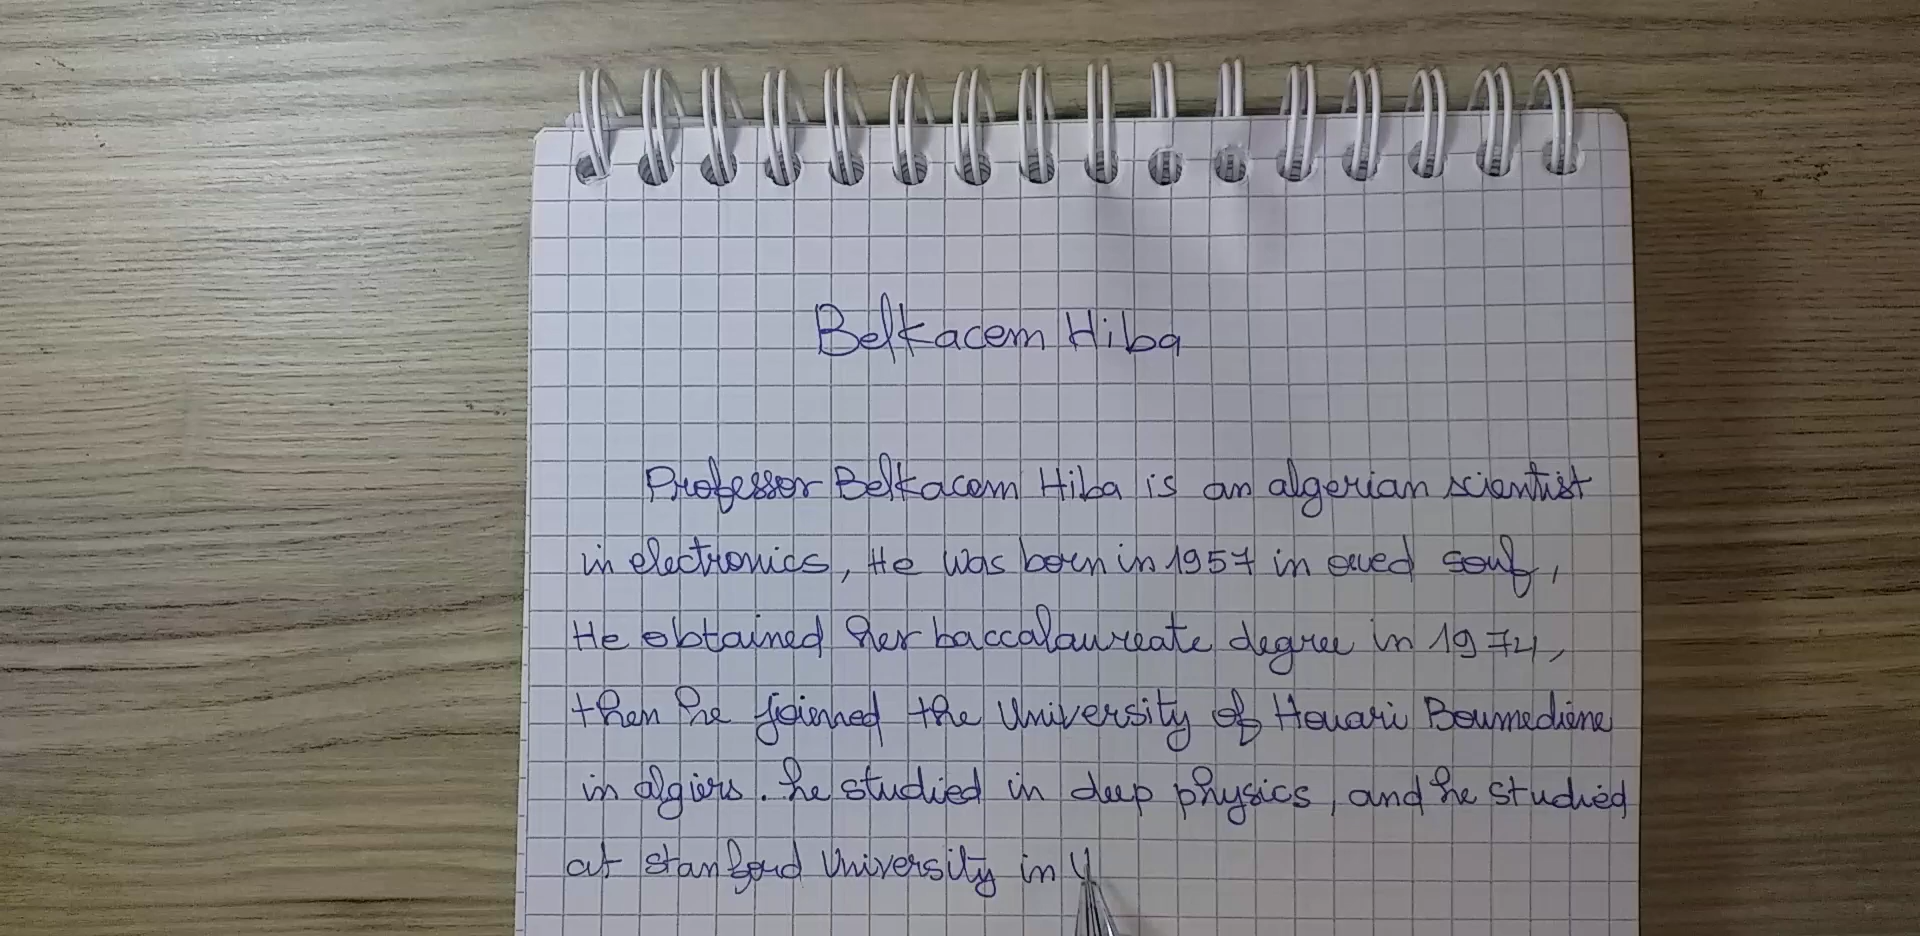 Belkacem Hiba
Professor Belkacem Hiba is an algerian scientist
in electronics, He was born in 1957 in oued souf,
He obtained her baccalaureate degree in 1974,
then he joinned the University of Houari Boumediene
in algiers. he studied in deep physics, and he studied
at stanford University in U